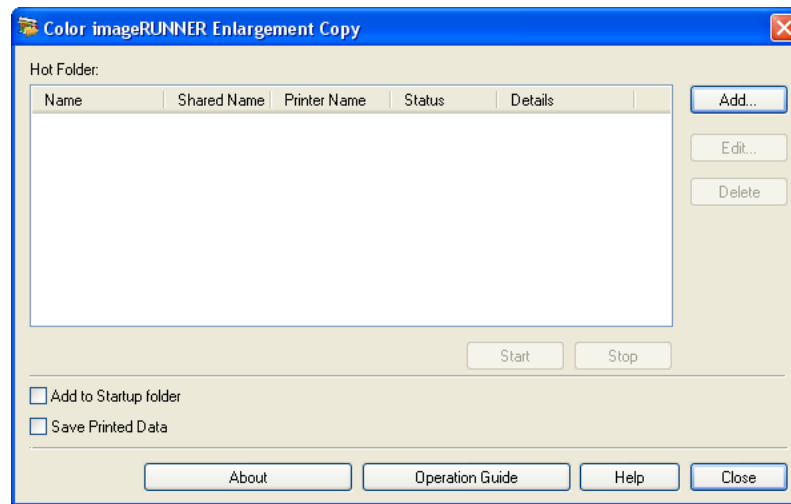 Color imageRUNNER Enlargement Copy
Hot Folder:
Name Shared Name Printer Name Status Details
Add...
Edit...
Delete
Start Stop
Add to Startup folder
Save Printed Data
About Operation Guide Help Close